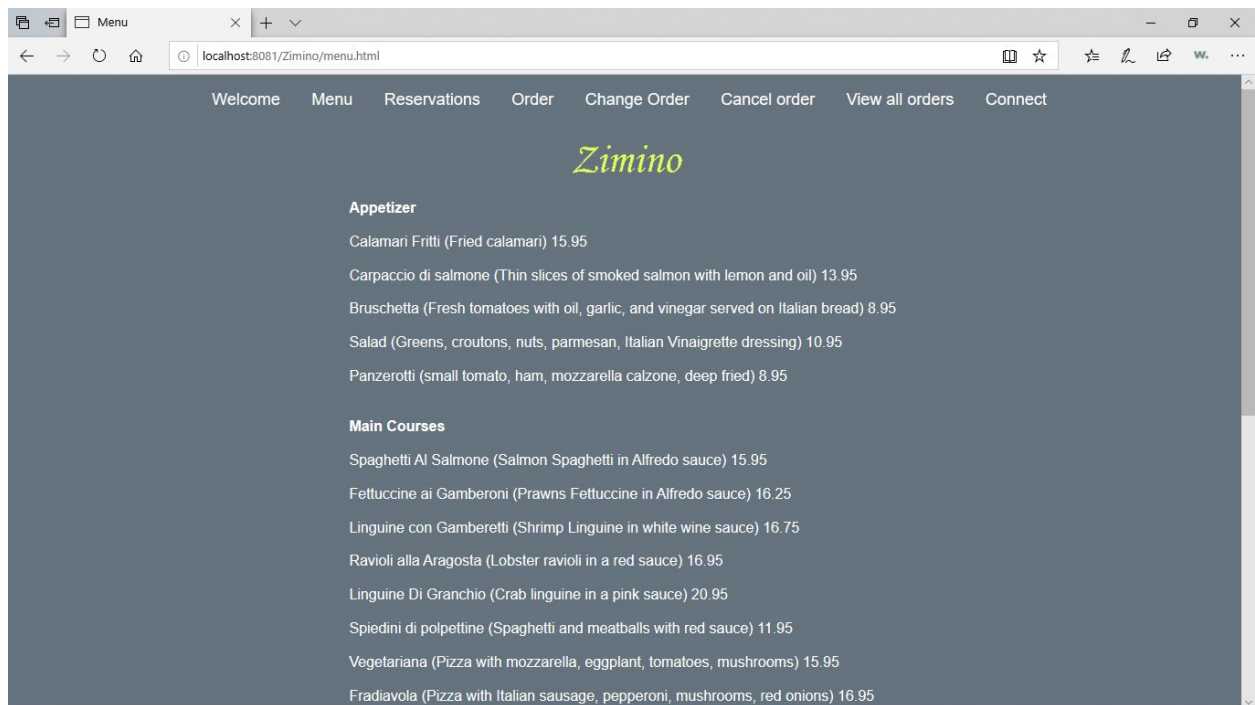 Menu
localhost:8081/Zimino/menu.html
W.
Welcome Menu Reservations Order Change Order Cancel order View all orders Connect
Zimino
Appetizer
Calamari Fritti (Fried calamari) 15.95
Carpaccio di salmone (Thin slices of smoked salmon with lemon and oil) 13.95
Bruschetta (Fresh tomatoes with oil, garlic, and vinegar served on Italian bread) 8.95
Salad (Greens, croutons, nuts, parmesan, Italian Vinaigrette dressing) 10.95
Panzerotti (small tomato, ham, mozzarella calzone, deep fried) 8.95
Main Courses
Spaghetti Al Salmone (Salmon Spaghetti in Alfredo sauce) 15.95
Fettuccine ai Gamberoni (Prawns Fettuccine in Alfredo sauce) 16.25
Linguine con Gamberetti (Shrimp Linguine in white wine sauce) 16.75
Ravioli alla Aragosta (Lobster ravioli in a red sauce) 16.95
Linguine Di Granchio (Crab linguine in a pink sauce) 20.95
Spiedini di polpettine (Spaghetti and meatballs with red sauce) 11.95
Vegetariana (Pizza with mozzarella, eggplant, tomatoes, mushrooms) 15.95
Fradiavola (Pizza with Italian sausage, pepperoni, mushrooms, red onions) 16.95